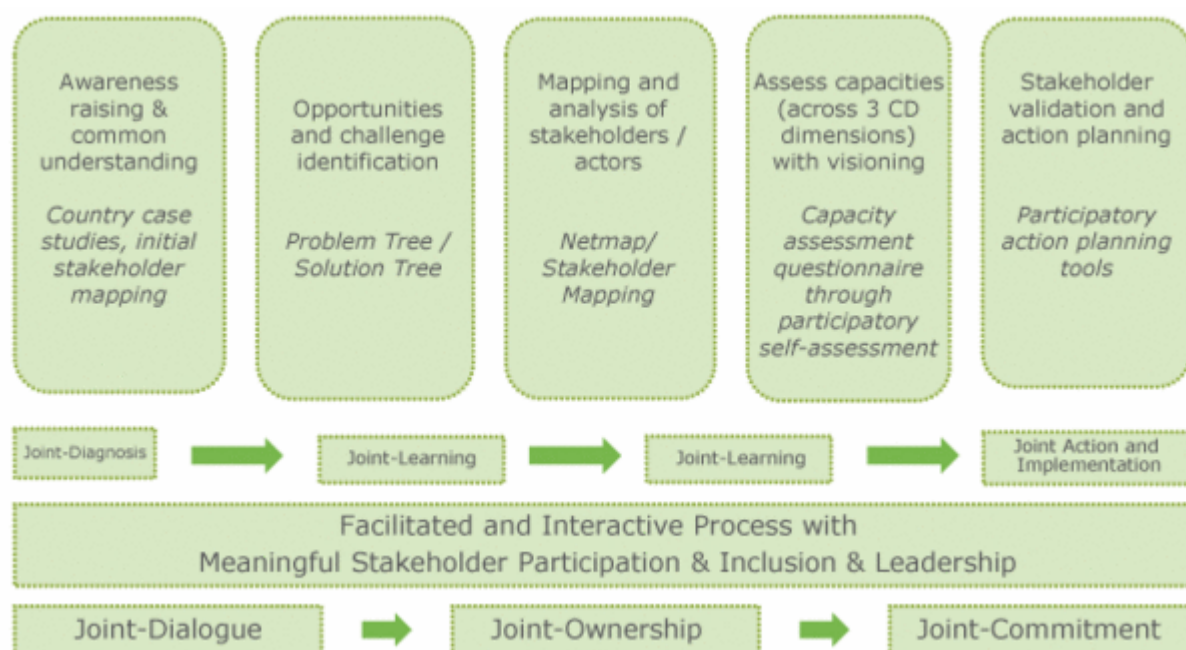 Awareness
raising &
common
understanding
Country case
studies, initial
stakeholder
mapping
Opportunities
and challenge
identification
Problem Tree /
Solution Tree
Mapping and
analysis of
stakeholders /
actors
Netmap/
Stakeholder
Mapping
Assess capacities
(across 3 CD
dimensions)
with visioning
Capacity
assessment
questionnaire
through
participatory
self-assessment
Stakeholder
validation and
action planning
Participatory
action planning
tools
Joint-Diagnosis
Joint-Learning
Joint-Learning
Joint Action and
Implementation
Facilitated and Interactive Process with
Meaningful Stakeholder Participation & Inclusion & Leadership
Joint-Dialogue
Joint-Ownership
Joint-Commitment